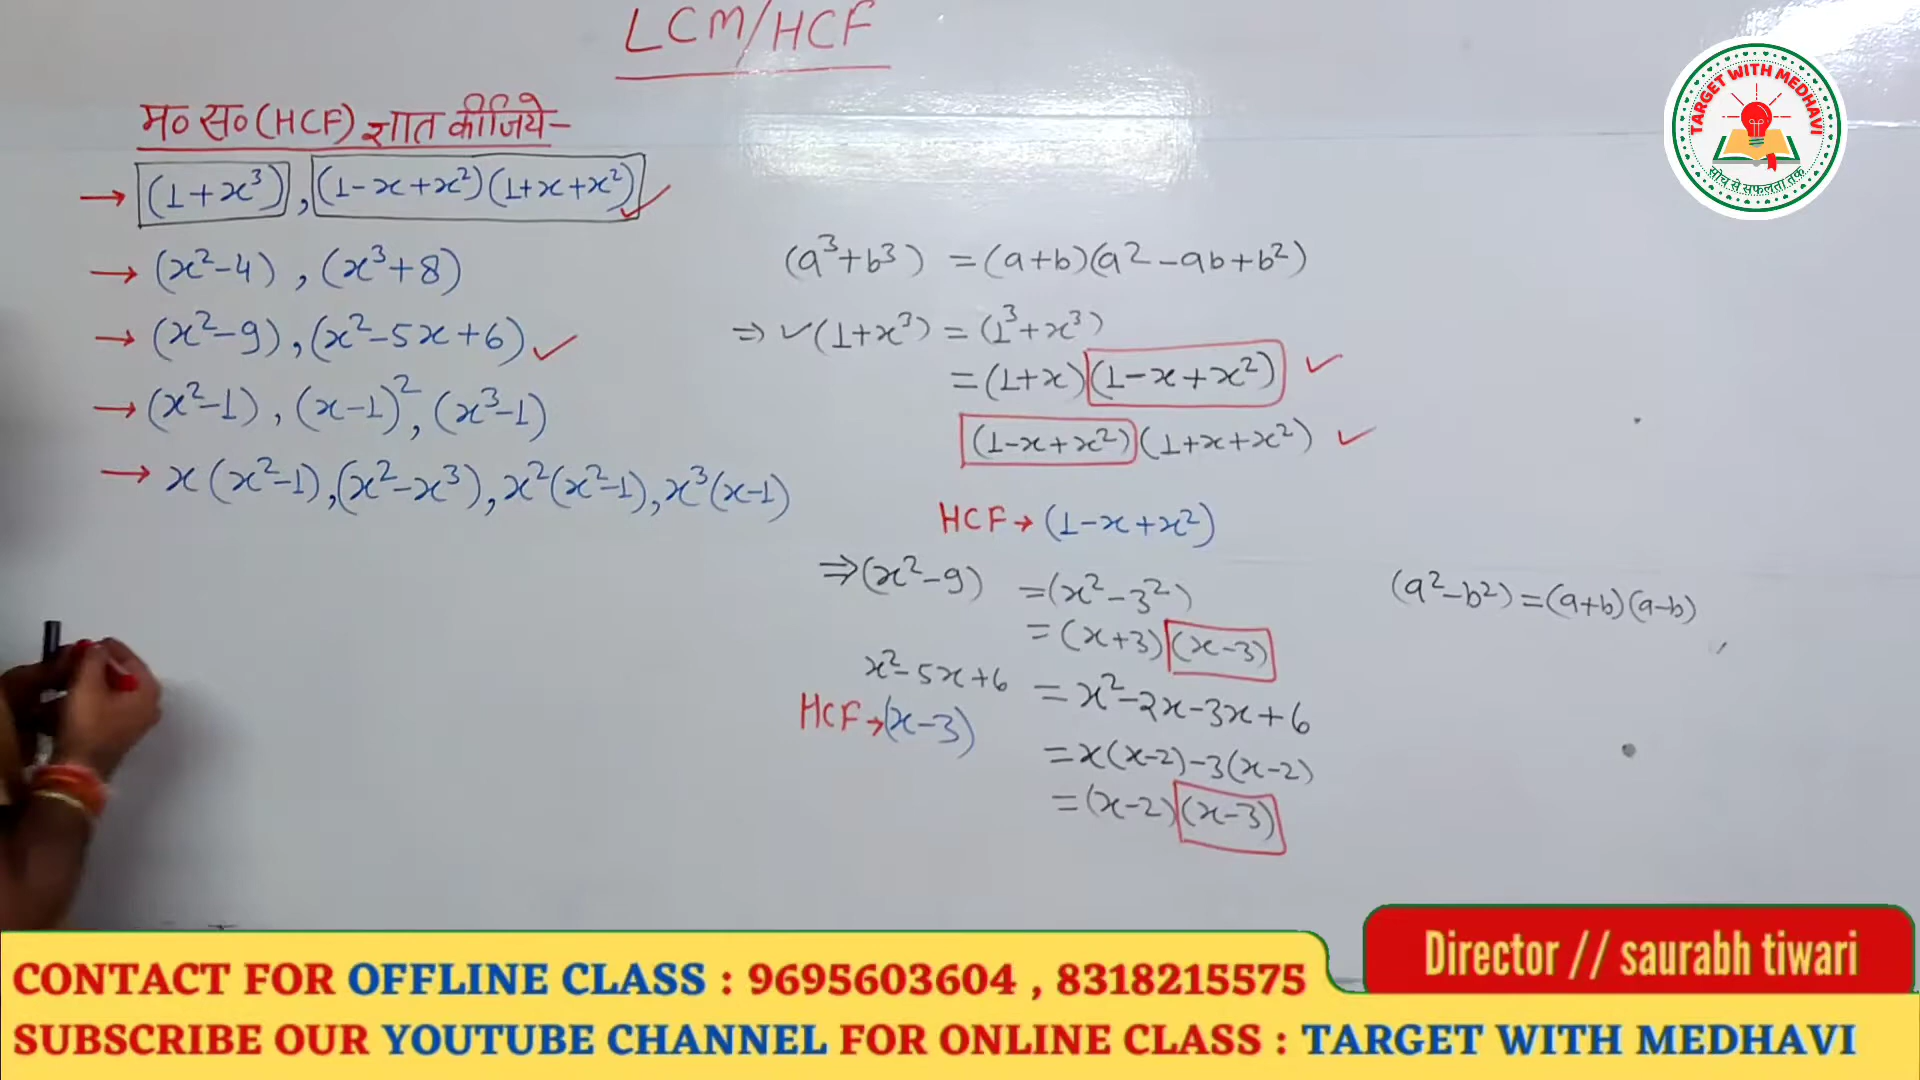 LCM/HCF
म० स० (HCF) ज्ञात कीजिये-
→ (1+x³), (1-x+x²)(1+x+x²) ✓
→ (x²-4), (x³+8)
→ (x²-9), (x²-5x+6) ✓
→ (x²-1), (x-1)², (x³-1)
→ x(x²-1), (x²-x³), x²(x²-1), x³(x-1)
(a³+b³) = (a+b)(a²-ab+b²)
⇒ ✓(1+x³) = (1³+x³)
= (1+x)(1-x+x²) ✓
(1-x+x²)(1+x+x²) ✓
HCF → (1-x+x²)
⇒ (x²-9) = (x²-3²)
(a²-b²) = (a+b)(a-b)
= (x+3)(x-3)
x²-5x+6 = x²-2x-3x+6
HCF → (x-3)
= x(x-2)-3(x-2)
= (x-2)(x-3)
TARGET WITH MEDHAVI
सोच से सफलता तक
Director // saurabh tiwari
CONTACT FOR OFFLINE CLASS : 9695603604 , 8318215575
SUBSCRIBE OUR YOUTUBE CHANNEL FOR ONLINE CLASS : TARGET WITH MEDHAVI